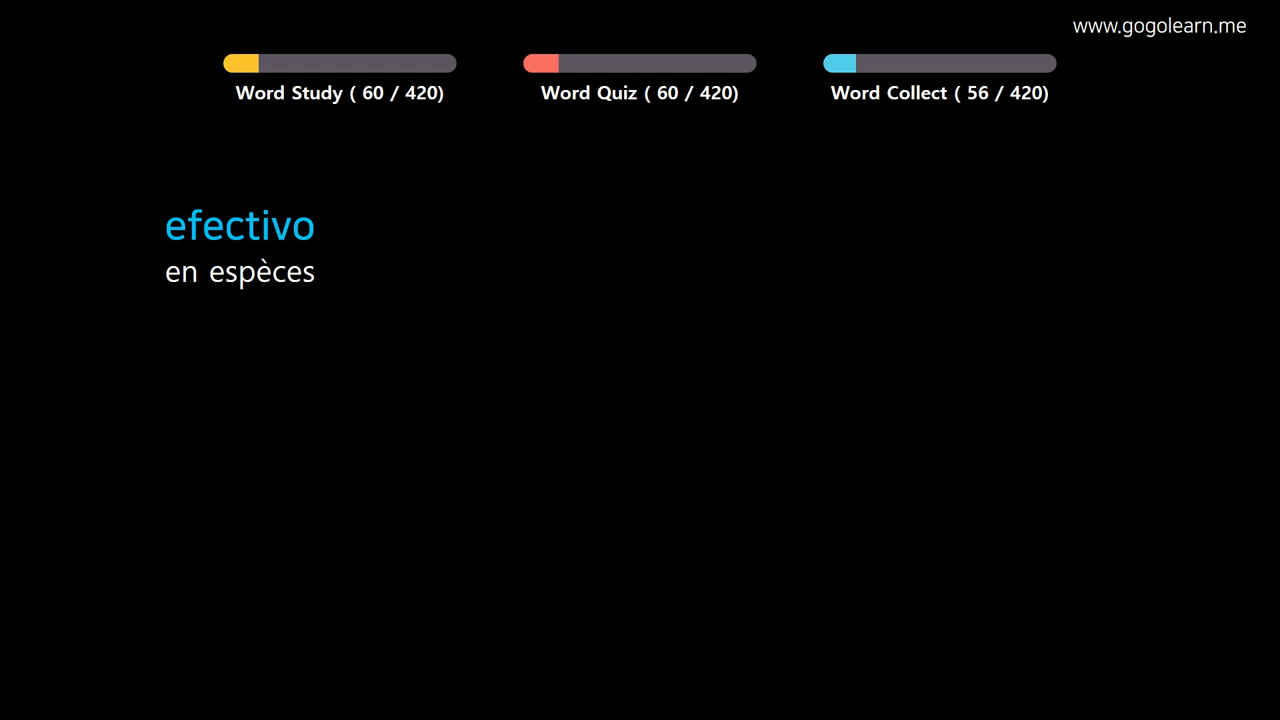 www.gogolearn.me
Word Study ( 60 / 420)
Word Quiz ( 60 / 420)
Word Collect ( 56 / 420)
efectivo
en espèces